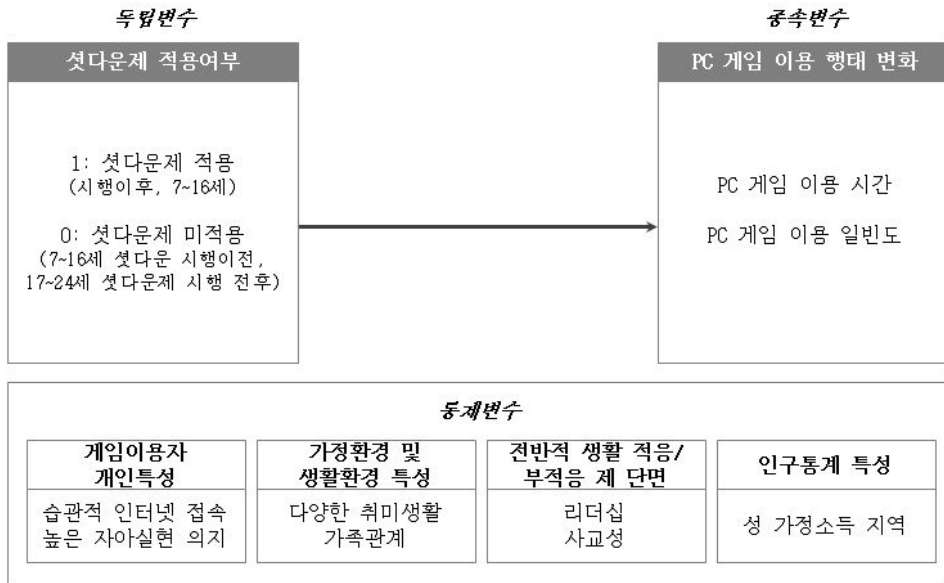 독립변수
셧다운제 적용여부
1: 셧다운제 적용
(시행이후, 7~16세)
0: 셧다운제 미적용
(7~16세 셧다운 시행이전,
17~24세 셧다운제 시행 전후)
종속변수
PC 게임 이용 행태 변화
PC 게임 이용 시간
PC 게임 이용 일빈도
통제변수
게임이용자
개인특성
습관적 인터넷 접속
높은 자아실현 의지
가정환경 및
생활환경 특성
다양한 취미생활
가족관계
전반적 생활 적응/
부적응 제 단면
리더십
사교성
인구통계 특성
성 가정소득 지역